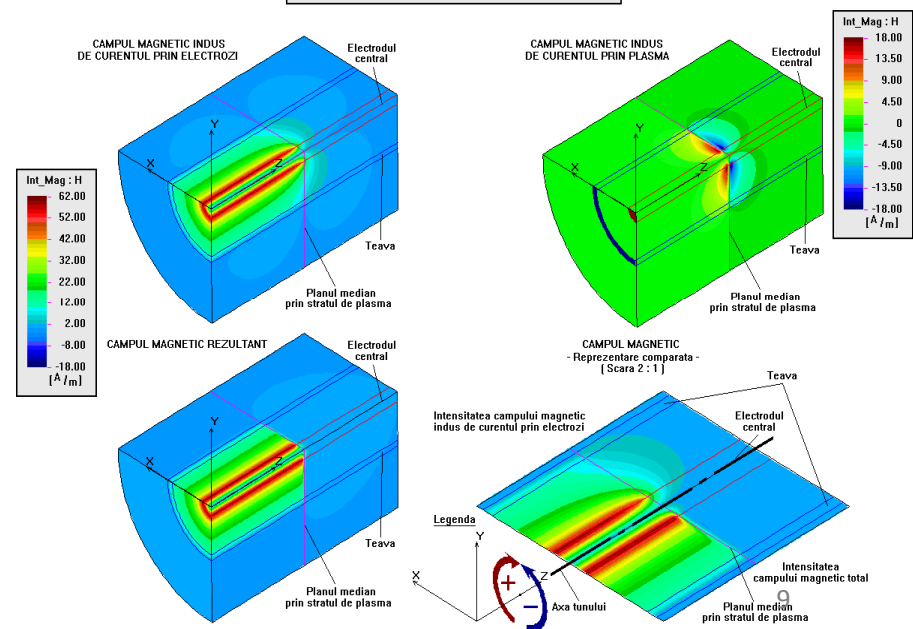 CAMPUL MAGNETIC INDUS
DE CURENTUL PRIN ELECTROZI
Electrodul
central
Y
X
Z
Teava
Planul median
prin stratul de plasma
CAMPUL MAGNETIC INDUS
DE CURENTUL PRIN PLASMA
Electrodul
central
Y
X
Z
Teava
Planul median
prin stratul de plasma
Int_Mag : H
18.00
13.50
9.00
4.50
0
-4.50
-9.00
-13.50
-18.00
[ A / m ]
Int_Mag : H
62.00
52.00
42.00
32.00
22.00
12.00
2.00
-8.00
-18.00
[ A / m ]
CAMPUL MAGNETIC REZULTANT
Electrodul
central
Y
X
Z
Teava
Planul median
prin stratul de plasma
CAMPUL MAGNETIC
- Reprezentare comparata -
( Scara 2 : 1 )
Teava
Intensitatea campului magnetic
indus de curentul prin electrozi
Electrodul
central
Legenda
Y
X
Z
+
-
Axa tunului
Intensitatea
campului magnetic total
Planul median
prin stratul de plasma
9